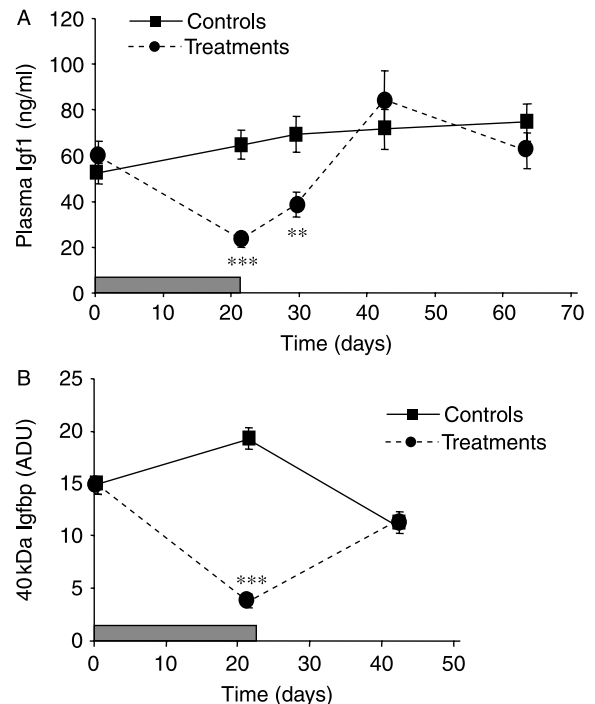 A
Controls
Treatments
Plasma Igf1 (ng/ml)
120
100
80
60
40
20
0
***
**
0 10 20 30 40 50 60 70
Time (days)
B
Controls
Treatments
40 kDa Igfbp (ADU)
25
20
15
10
5
0
***
0 10 20 30 40 50
Time (days)